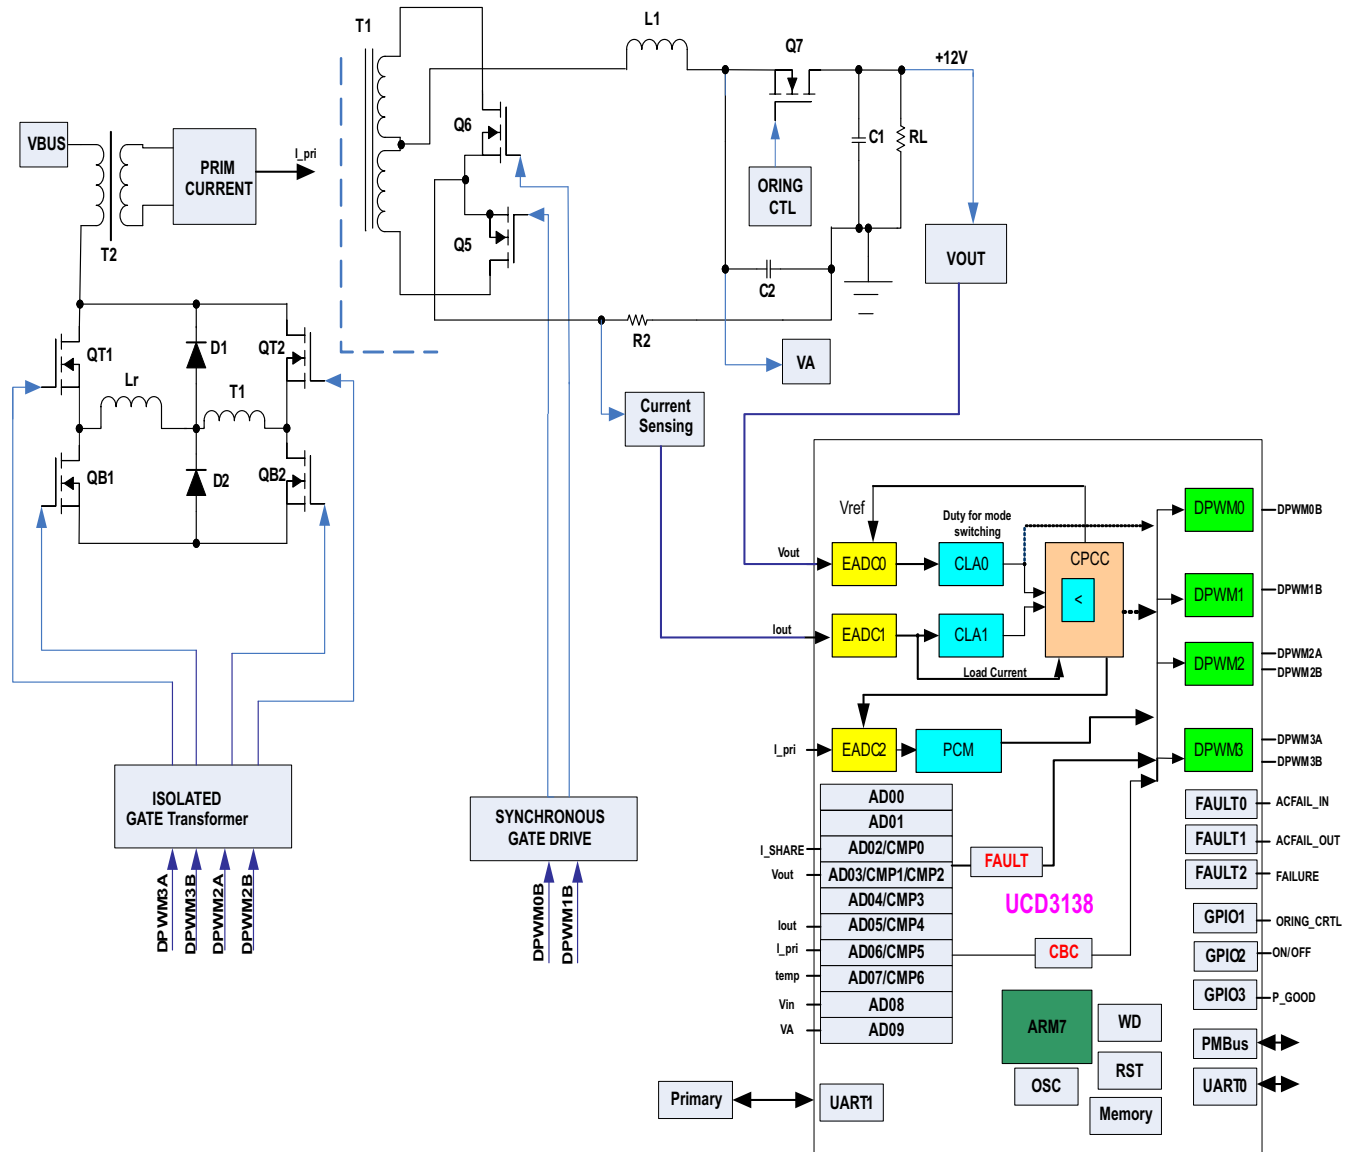 T1
L1
Q7
+12V
VBUS
PRIM
CURRENT
I_pri
T2
Q6
Q5
ORING
CTL
C1
RL
VOUT
C2
R2
VA
QT1
D1
QT2
Lr
T1
QB1
D2
QB2
Current
Sensing
Vref
Duty for mode
switching
Vout
EADC0
CLA0
CPCC
<
Iout
EADC1
CLA1
Load Current
I_pri
EADC2
PCM
DPWM0
DPWM0B
DPWM1
DPWM1B
DPWM2
DPWM2A
DPWM2B
DPWM3
DPWM3A
DPWM3B
ISOLATED
GATE Transformer
DPWM3A
DPWM3B
DPWM2A
DPWM2B
SYNCHRONOUS
GATE DRIVE
DPWM0B
DPWM1B
AD00
AD01
I_SHARE
AD02/CMP0
Vout
AD03/CMP1/CMP2
AD04/CMP3
Iout
AD05/CMP4
I_pri
AD06/CMP5
temp
AD07/CMP6
Vin
AD08
VA
AD09
FAULT
UCD3138
CBC
FAULT0
ACFAIL_IN
FAULT1
ACFAIL_OUT
FAULT2
FAILURE
GPIO1
ORING_CRTL
GPIO2
ON/OFF
GPIO3
P_GOOD
ARM7
WD
PMBus
OSC
RST
UART0
Memory
Primary
UART1